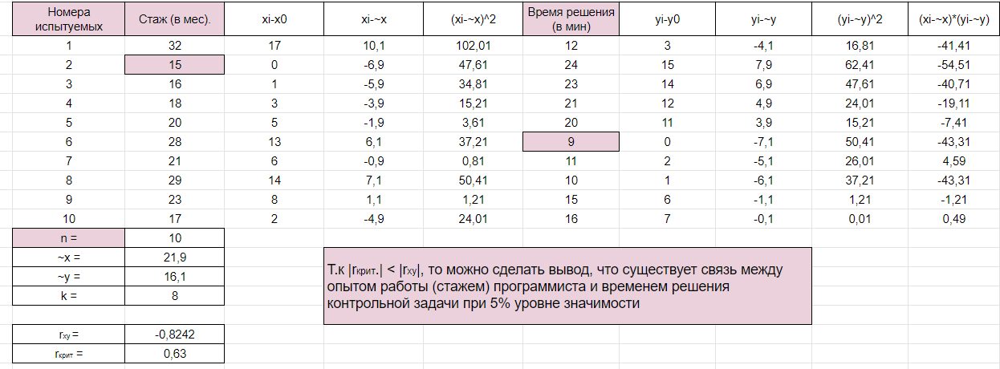 Номера испытуемых Стаж (в мес). xi-x0 xi-~x (xi-~x)^2 Время решения (в мин) yi-y0 yi-~y (yi-~y)^2 (xi-~x)*(yi-~y)
1 32 17 10,1 102,01 12 3 -4,1 16,81 -41,41
2 15 0 -6,9 47,61 24 15 7,9 62,41 -54,51
3 16 1 -5,9 34,81 23 14 6,9 47,61 -40,71
4 18 3 -3,9 15,21 21 12 4,9 24,01 -19,11
5 20 5 -1,9 3,61 20 11 3,9 15,21 -7,41
6 28 13 6,1 37,21 9 0 -7,1 50,41 -43,31
7 21 6 -0,9 0,81 11 2 -5,1 26,01 4,59
8 29 14 7,1 50,41 10 1 -6,1 37,21 -43,31
9 23 8 1,1 1,21 15 6 -1,1 1,21 -1,21
10 17 2 -4,9 24,01 16 7 -0,1 0,01 0,49
n = 10
~x = 21,9
~y = 16,1
k = 8
Т.к |rкрит.| < |rxy|, то можно сделать вывод, что существует связь между
опытом работы (стажем) программиста и временем решения
контрольной задачи при 5% уровне значимости
rxy = -0,8242
rкрит = 0,63